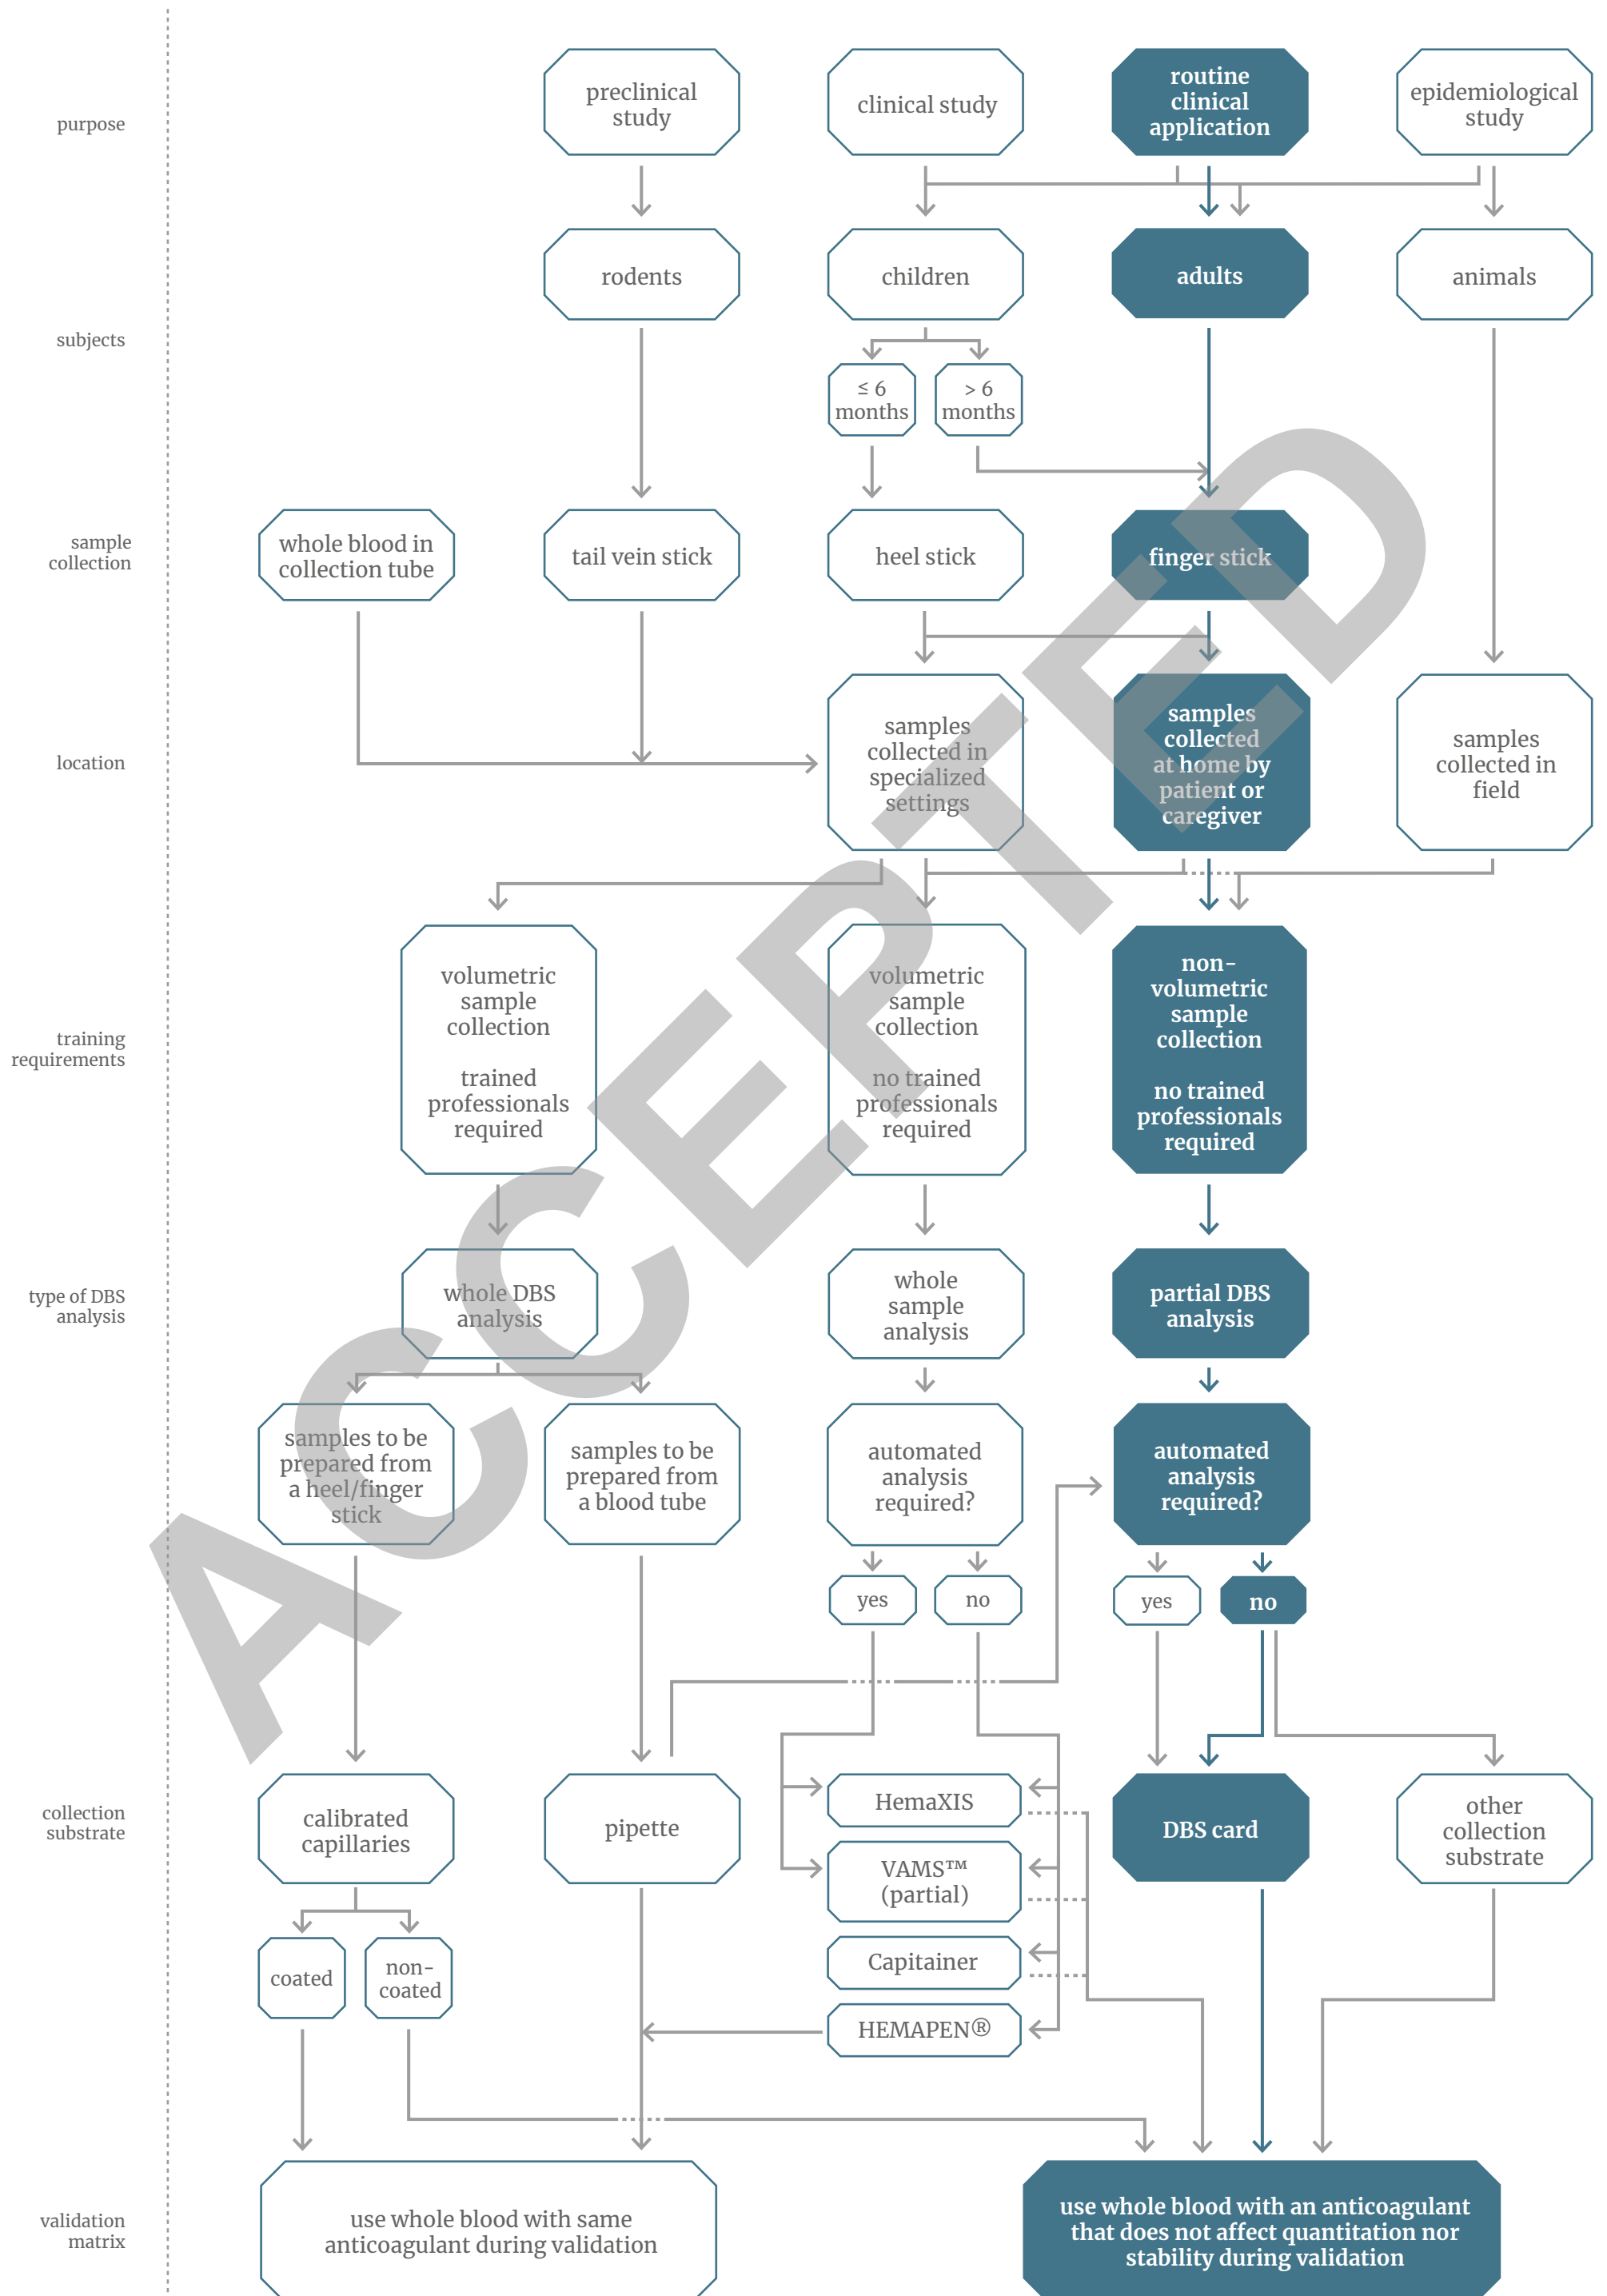 purpose
preclinical
study
clinical study
routine
clinical
application
epidemiological
study
subjects
rodents
children
adults
animals
≤ 6
months
> 6
months
sample
collection
whole blood in
collection tube
tail vein stick
heel stick
finger stick
location
samples
collected in
specialized
settings
samples
collected
at home by
patient or
caregiver
samples
collected in
field
training
requirements
volumetric
sample
collection
trained
professionals
required
volumetric
sample
collection
no trained
professionals
required
non-
volumetric
sample
collection
no trained
professionals
required
type of DBS
analysis
whole DBS
analysis
whole
sample
analysis
partial DBS
analysis
samples to be
prepared from
a heel/finger
stick
samples to be
prepared from
a blood tube
automated
analysis
required?
automated
analysis
required?
yes
no
yes
no
collection
substrate
calibrated
capillaries
pipette
HemaXIS
VAMS™
(partial)
Capitainer
HEMAPEN®
DBS card
other
collection
substrate
coated
non-
coated
validation
matrix
use whole blood with same
anticoagulant during validation
use whole blood with an anticoagulant
that does not affect quantitation nor
stability during validation
ACCEPTED